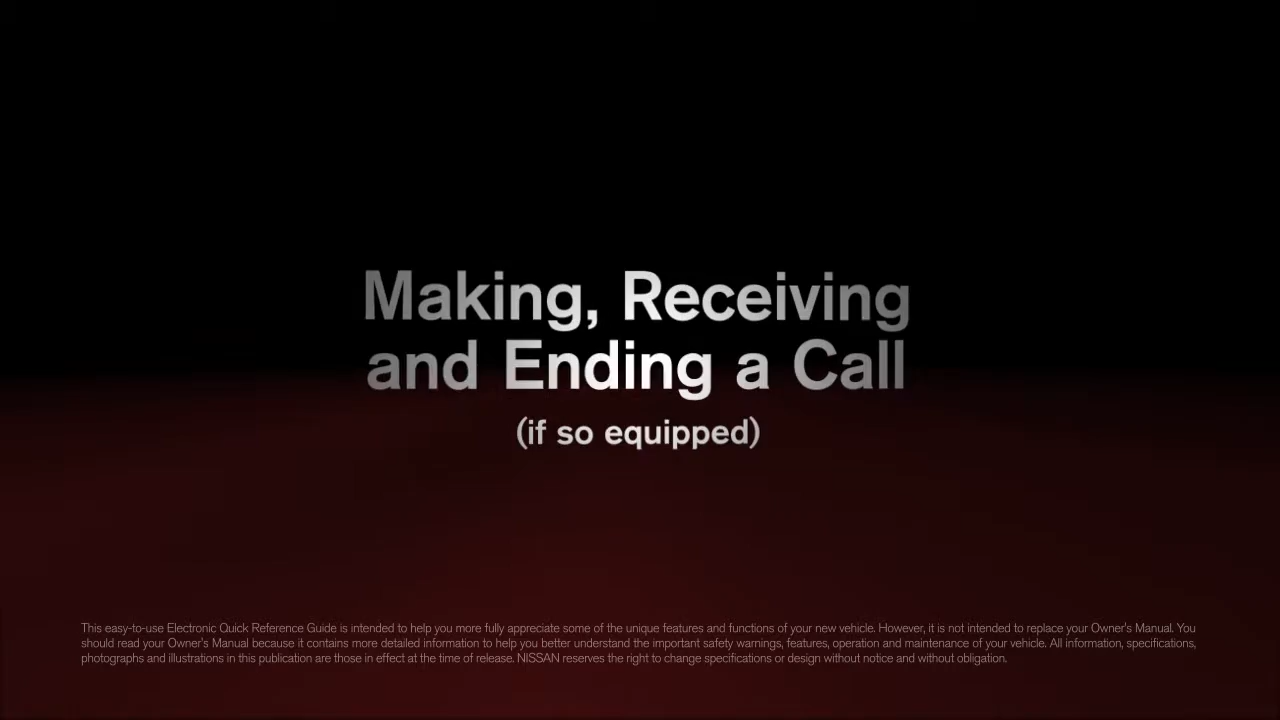 Making, Receiving
and Ending a Call
(if so equipped)
This easy-to-use Electronic Quick Reference Guide is intended to help you more fully appreciate some of the unique features and functions of your new vehicle. However, it is not intended to replace your Owner's Manual. You
should read your Owner's Manual because it contains more detailed information to help you better understand the important safety warnings, features, operation and maintenance of your vehicle. All information, specifications,
photographs and illustrations in this publication are those in effect at the time of release. NISSAN reserves the right to change specifications or design without notice and without obligation.